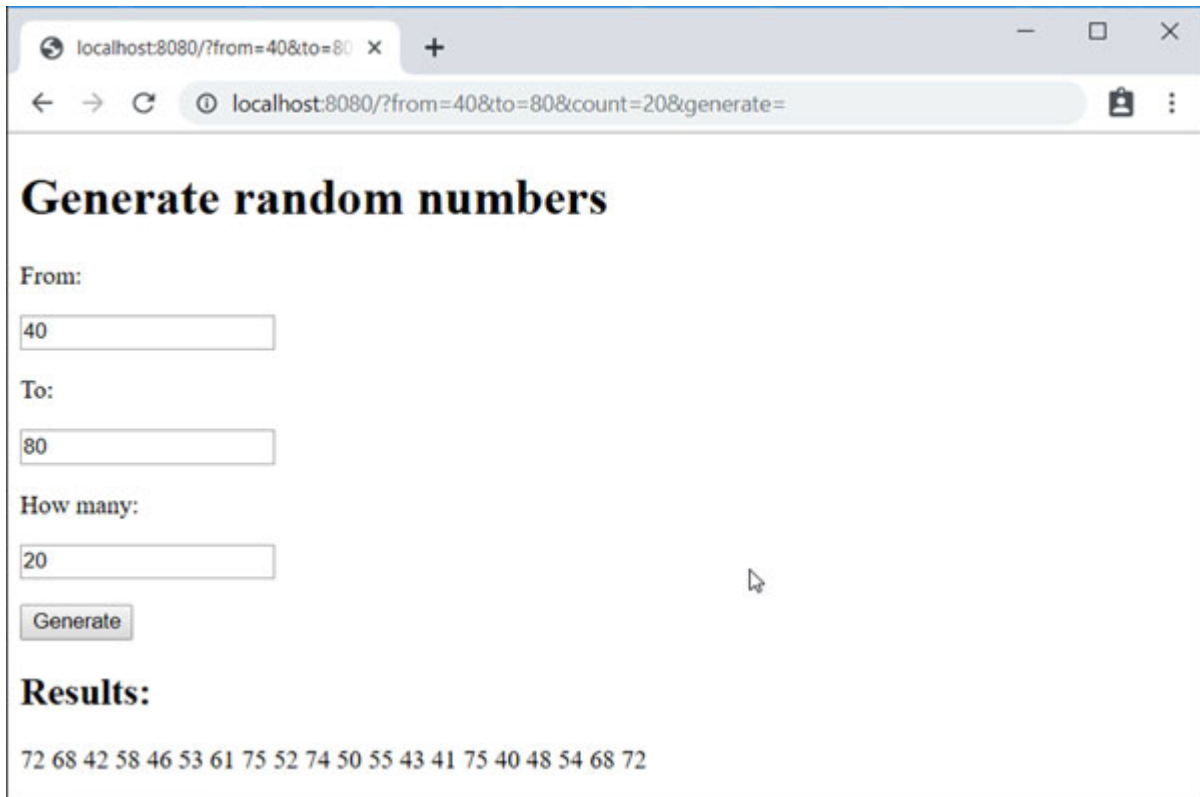 localhost:8080/?from=40&to=80
localhost:8080/?from=40&to=80&count=20&generate=
Generate random numbers
From:
40
To:
80
How many:
20
Generate
Results:
72 68 42 58 46 53 61 75 52 74 50 55 43 41 75 40 48 54 68 72